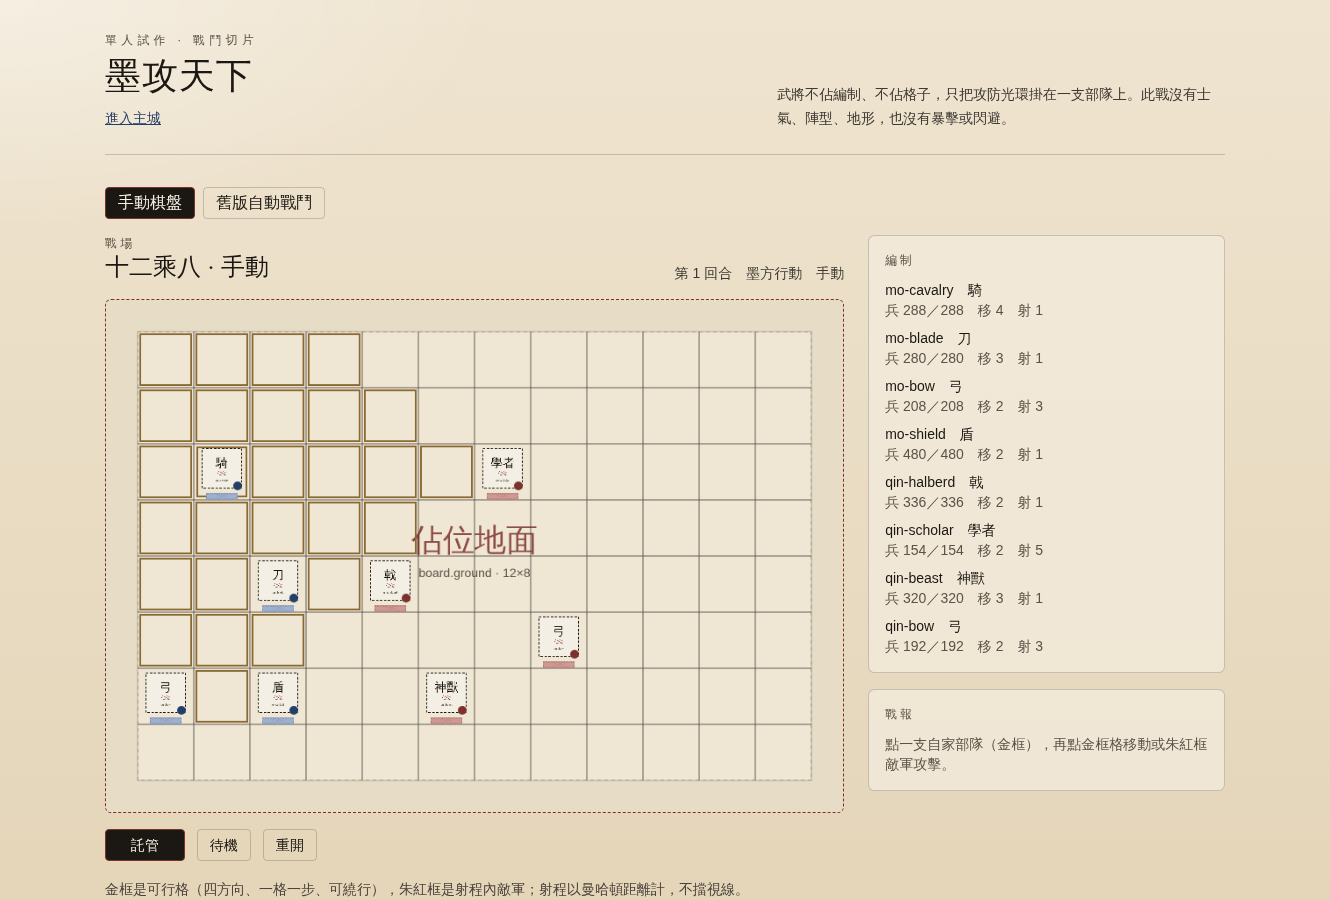 單人試作 · 戰鬥切片
墨攻天下
進入主城
武將不佔編制、不佔格子，只把攻防光環掛在一支部隊上。此戰沒有士
氣、陣型、地形，也沒有暴擊或閃避。
手動棋盤
舊版自動戰鬥
戰場
十二乘八 · 手動
第 1 回合 墨方行動 手動
騎
學者
佔位地面
board.ground · 12×8
刀
戟
弓
弓
盾
神獸
託管
待機
重開
金框是可行格（四方向、一格一步、可繞行），朱紅框是射程內敵軍；射程以曼哈頓距離計，不擋視線。
編制
mo-cavalry 騎
兵 288／288 移 4 射 1
mo-blade 刀
兵 280／280 移 3 射 1
mo-bow 弓
兵 208／208 移 2 射 3
mo-shield 盾
兵 480／480 移 2 射 1
qin-halberd 戟
兵 336／336 移 2 射 1
qin-scholar 學者
兵 154／154 移 2 射 5
qin-beast 神獸
兵 320／320 移 3 射 1
qin-bow 弓
兵 192／192 移 2 射 3
戰報
點一支自家部隊（金框），再點金框格移動或朱紅框
敵軍攻擊。